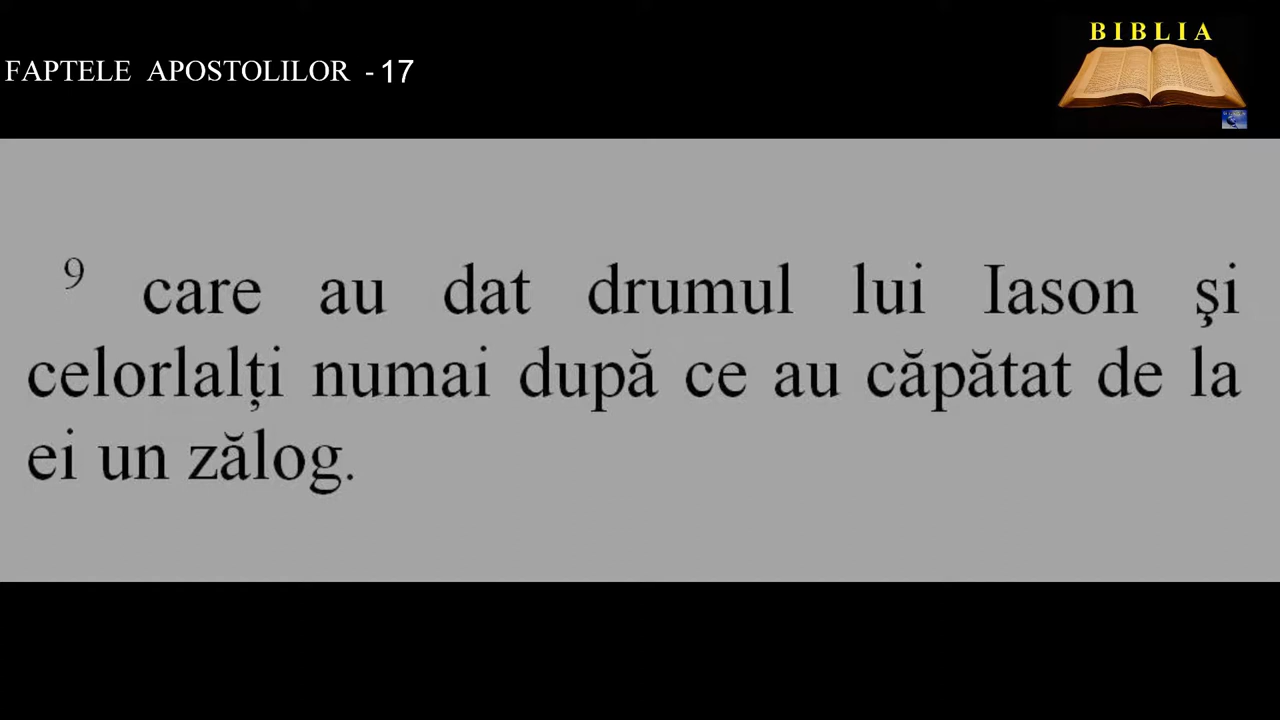 BIBLIA
FAPTELE APOSTOLILOR - 17
9 care au dat drumul lui Iason şi
celorlalți numai după ce au căpătat de la
ei un zălog.